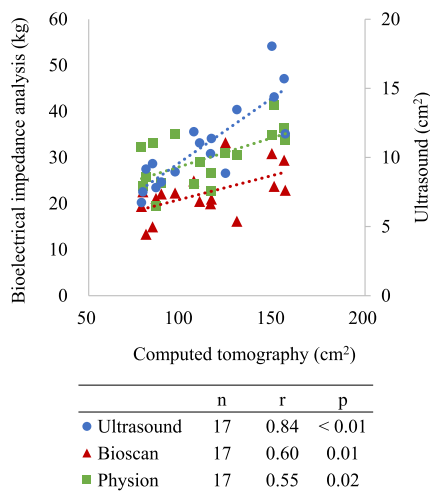 Bioelectrical impedance analysis (kg)
60
50
40
30
20
10
0
20
15
10
5
0
Ultrasound (cm²)
50 100 150 200
Computed tomography (cm²)
n r p
Ultrasound 17 0.84 < 0.01
Bioscan 17 0.60 0.01
Physion 17 0.55 0.02